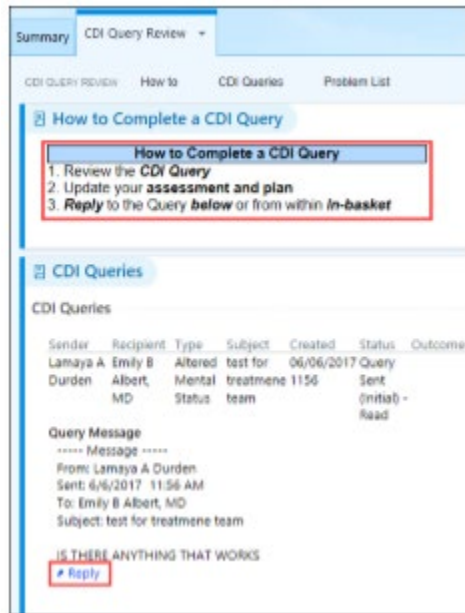 Summary
CDI Query Review
CDI QUERY REVIEW How to CDI Queries Problem List
How to Complete a CDI Query
How to Complete a CDI Query
1. Review the CDI Query
2. Update your assessment and plan
3. Reply to the Query below or from within In-basket
CDI Queries
CDI Queries
Sender Recipient Type Subject Created Status Outcome
Lamaya A Emily B Altered test for 06/06/2017 Query
Durden Albert, Mental treatmene 1156 Sent
MD Status team (Initial) -
Read
Query Message
----- Message -----
From: Lamaya A Durden
Sent: 6/6/2017 11:56 AM
To: Emily B Albert, MD
Subject: test for treatmene team
IS THERE ANYTHING THAT WORKS
Reply